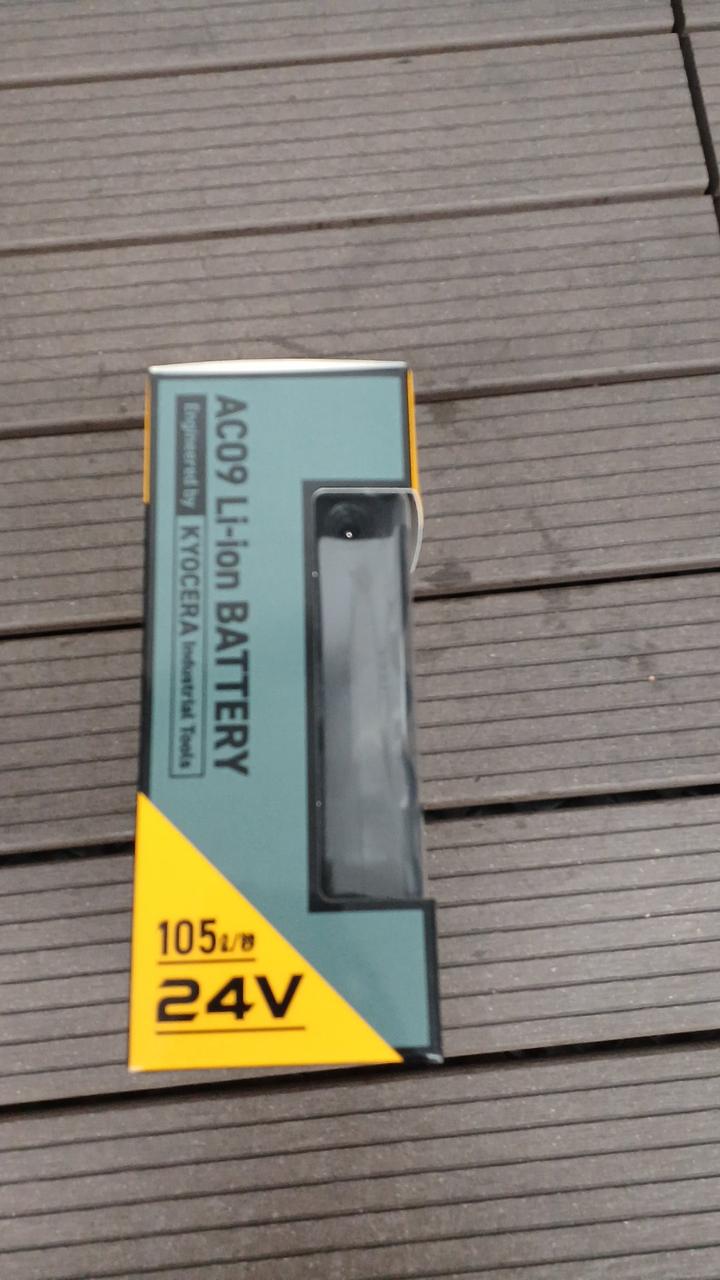 AC09 Li-ion BATTERY
Engineered by KYOCERA Industrial Tools
105ℓ/分
24V